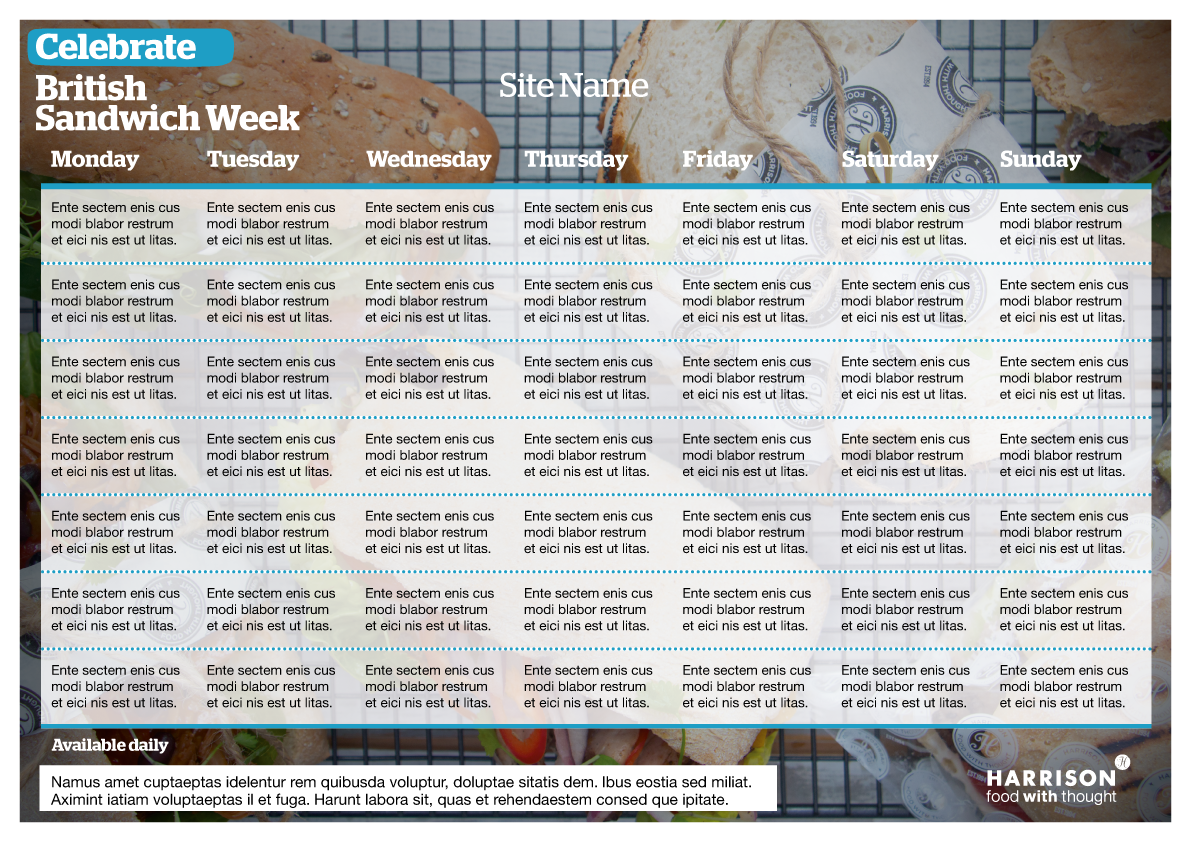 Celebrate
British
Sandwich Week
Site Name
Monday Tuesday Wednesday Thursday Friday Saturday Sunday
Ente sectem enis cus Ente sectem enis cus Ente sectem enis cus Ente sectem enis cus Ente sectem enis cus Ente sectem enis cus Ente sectem enis cus
modi blabor restrum modi blabor restrum modi blabor restrum modi blabor restrum modi blabor restrum modi blabor restrum modi blabor restrum
et eici nis est ut litas. et eici nis est ut litas. et eici nis est ut litas. et eici nis est ut litas. et eici nis est ut litas. et eici nis est ut litas. et eici nis est ut litas.
Ente sectem enis cus Ente sectem enis cus Ente sectem enis cus Ente sectem enis cus Ente sectem enis cus Ente sectem enis cus Ente sectem enis cus
modi blabor restrum modi blabor restrum modi blabor restrum modi blabor restrum modi blabor restrum modi blabor restrum modi blabor restrum
et eici nis est ut litas. et eici nis est ut litas. et eici nis est ut litas. et eici nis est ut litas. et eici nis est ut litas. et eici nis est ut litas. et eici nis est ut litas.
Ente sectem enis cus Ente sectem enis cus Ente sectem enis cus Ente sectem enis cus Ente sectem enis cus Ente sectem enis cus Ente sectem enis cus
modi blabor restrum modi blabor restrum modi blabor restrum modi blabor restrum modi blabor restrum modi blabor restrum modi blabor restrum
et eici nis est ut litas. et eici nis est ut litas. et eici nis est ut litas. et eici nis est ut litas. et eici nis est ut litas. et eici nis est ut litas. et eici nis est ut litas.
Ente sectem enis cus Ente sectem enis cus Ente sectem enis cus Ente sectem enis cus Ente sectem enis cus Ente sectem enis cus Ente sectem enis cus
modi blabor restrum modi blabor restrum modi blabor restrum modi blabor restrum modi blabor restrum modi blabor restrum modi blabor restrum
et eici nis est ut litas. et eici nis est ut litas. et eici nis est ut litas. et eici nis est ut litas. et eici nis est ut litas. et eici nis est ut litas. et eici nis est ut litas.
Ente sectem enis cus Ente sectem enis cus Ente sectem enis cus Ente sectem enis cus Ente sectem enis cus Ente sectem enis cus Ente sectem enis cus
modi blabor restrum modi blabor restrum modi blabor restrum modi blabor restrum modi blabor restrum modi blabor restrum modi blabor restrum
et eici nis est ut litas. et eici nis est ut litas. et eici nis est ut litas. et eici nis est ut litas. et eici nis est ut litas. et eici nis est ut litas. et eici nis est ut litas.
Ente sectem enis cus Ente sectem enis cus Ente sectem enis cus Ente sectem enis cus Ente sectem enis cus Ente sectem enis cus Ente sectem enis cus
modi blabor restrum modi blabor restrum modi blabor restrum modi blabor restrum modi blabor restrum modi blabor restrum modi blabor restrum
et eici nis est ut litas. et eici nis est ut litas. et eici nis est ut litas. et eici nis est ut litas. et eici nis est ut litas. et eici nis est ut litas. et eici nis est ut litas.
Ente sectem enis cus Ente sectem enis cus Ente sectem enis cus Ente sectem enis cus Ente sectem enis cus Ente sectem enis cus Ente sectem enis cus
modi blabor restrum modi blabor restrum modi blabor restrum modi blabor restrum modi blabor restrum modi blabor restrum modi blabor restrum
et eici nis est ut litas. et eici nis est ut litas. et eici nis est ut litas. et eici nis est ut litas. et eici nis est ut litas. et eici nis est ut litas. et eici nis est ut litas.
Available daily
Namus amet cuptaeptas idelentur rem quibusda voluptur, doluptae sitatis dem. Ibus eostia sed miliat.
Aximint iatiam voluptaeptas il et fuga. Harunt labora sit, quas et rehendaestem consed que ipitate.
HARRISON
food with thought